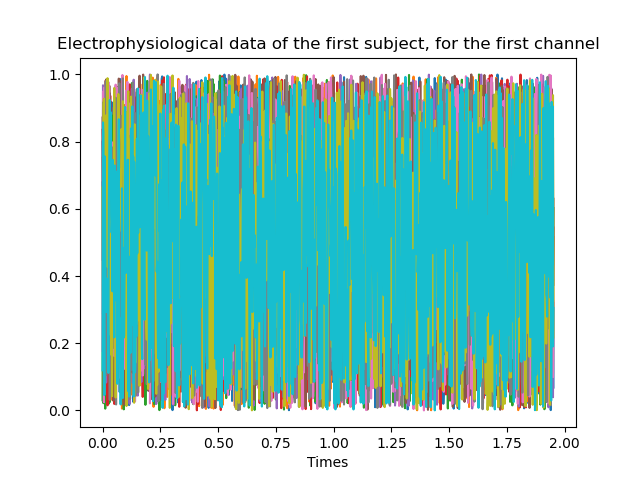 Electrophysiological data of the first subject, for the first channel
1.0
0.8
0.6
0.4
0.2
0.0
0.00 0.25 0.50 0.75 1.00 1.25 1.50 1.75 2.00
Times